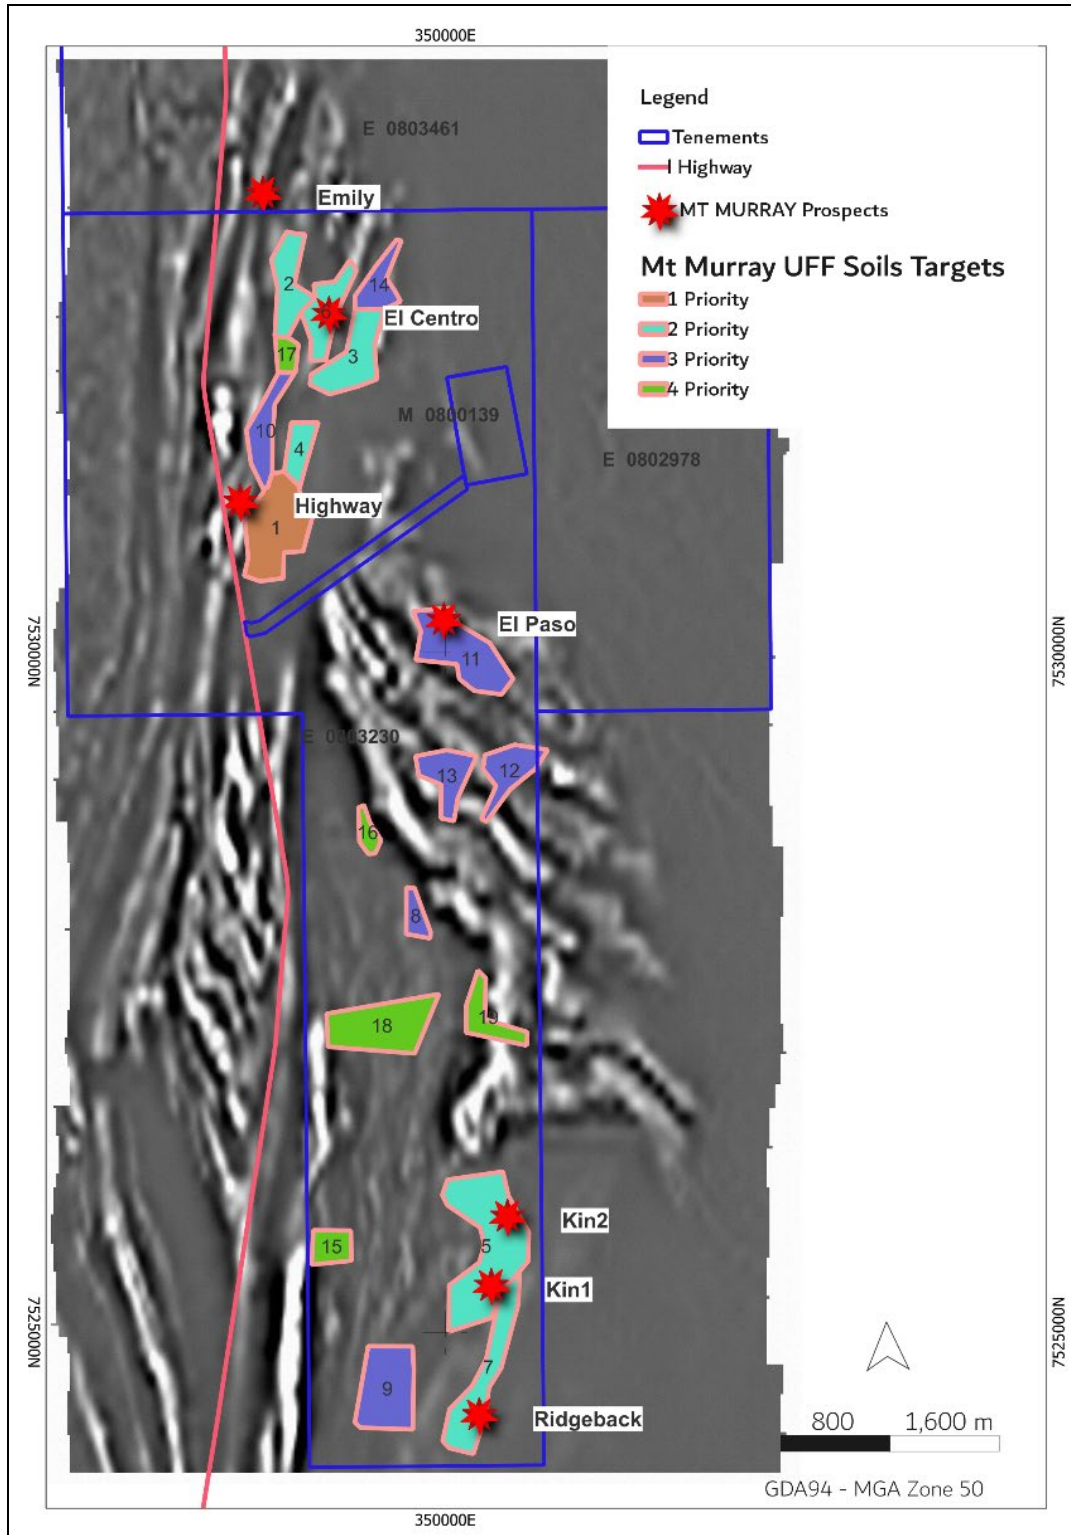 350000E
Legend
Tenements
Highway
MT MURRAY Prospects
Mt Murray UFF Soils Targets
1 Priority
2 Priority
3 Priority
4 Priority
E 0803461
Emily
2
14
6
El Centro
17
3
M 0800139
10
4
E 0802978
Highway
1
El Paso
11
7530000N
7530000N
E 0803230
13
12
16
8
18
19
Kin2
5
15
Kin1
7525000N
7525000N
7
9
Ridgeback
800
1,600 m
GDA94 - MGA Zone 50
350000E